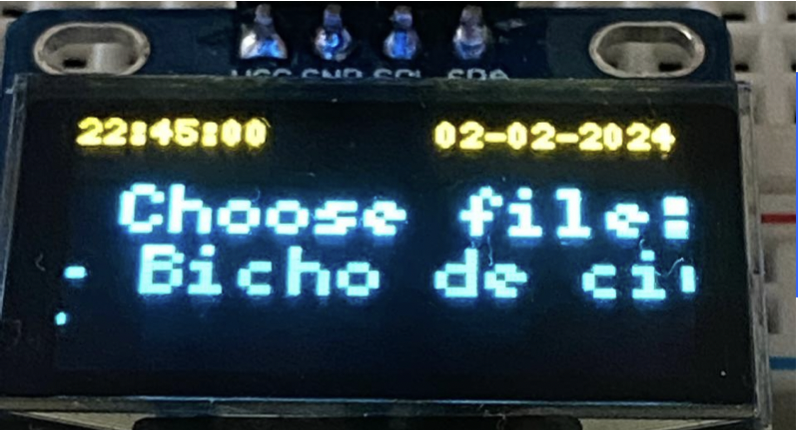 VCC GND SCL SDA
22:45:00 02-02-2024
Choose file:
- Bicho de ci
.